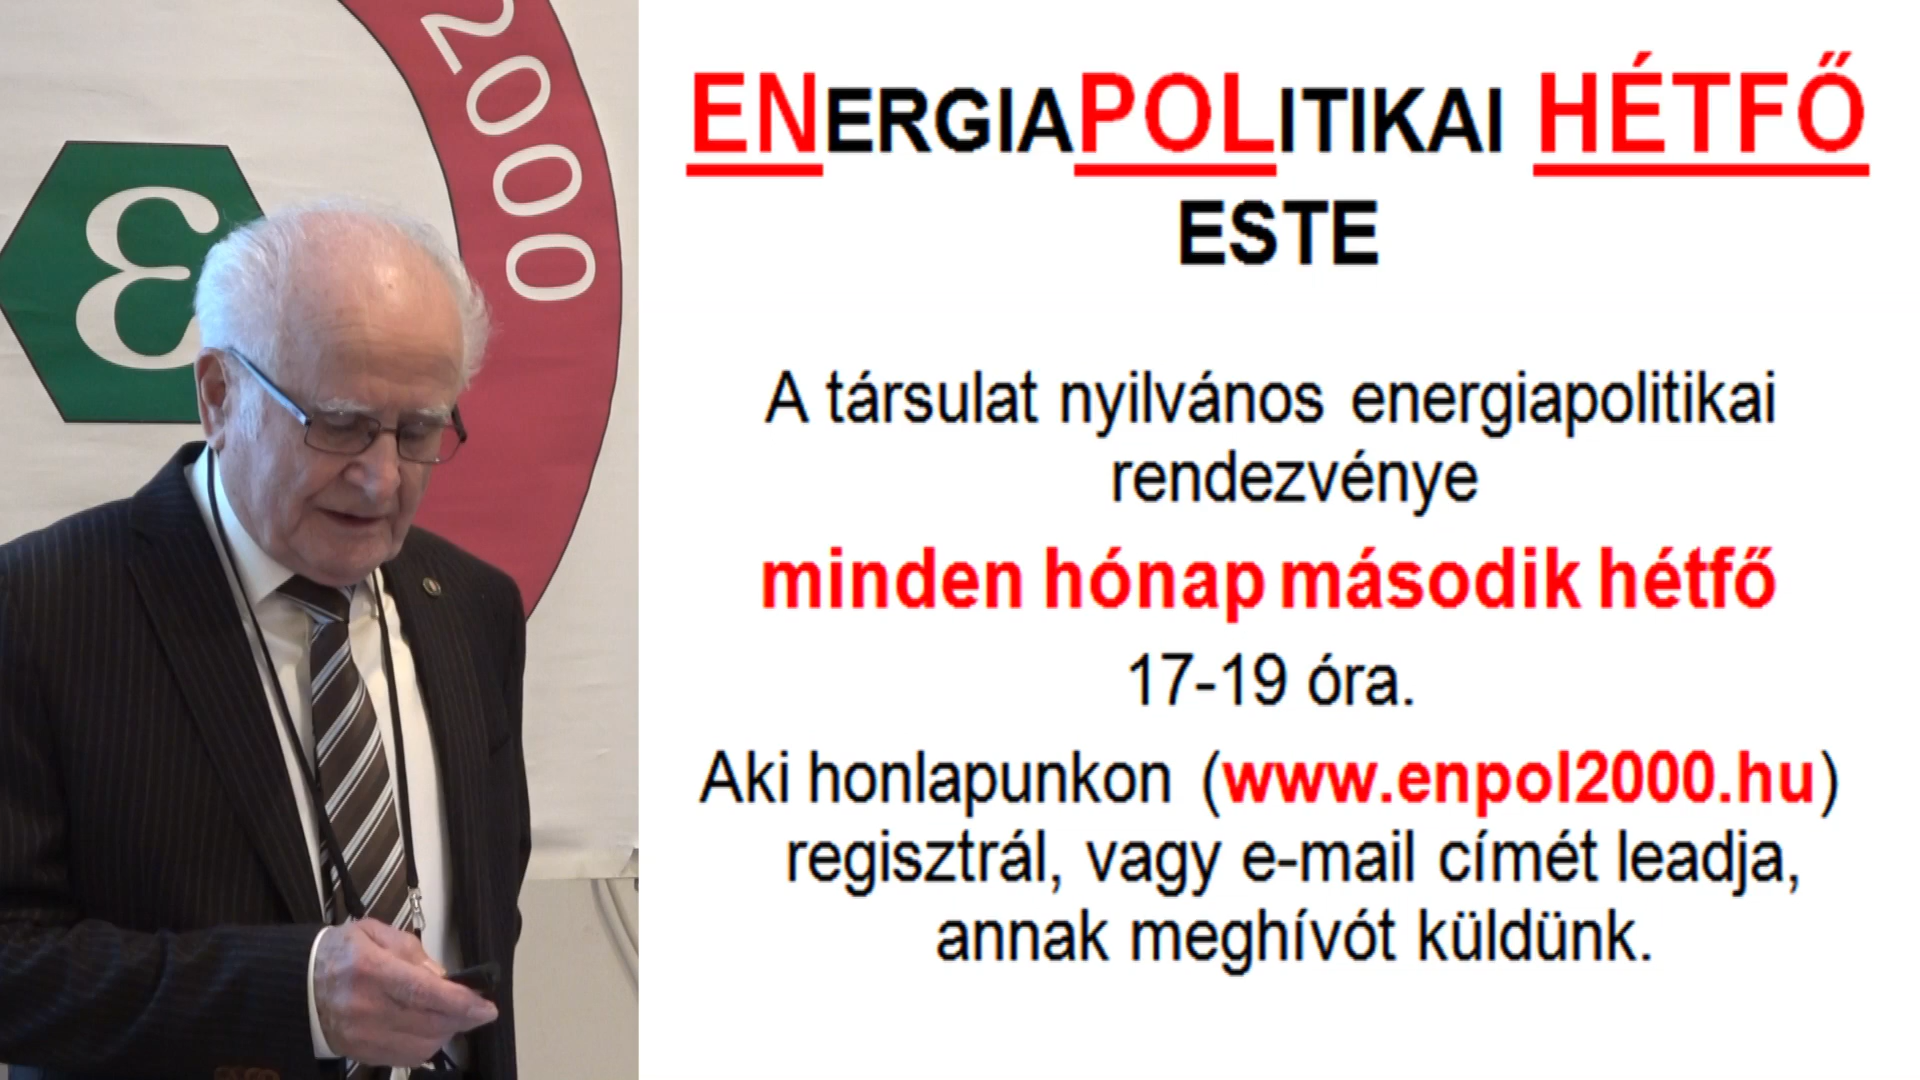 2000
ε
ENERGIAPOLITIKAI HÉTFŐ
ESTE
A társulat nyilvános energiapolitikai
rendezvénye
minden hónap második hétfő
17-19 óra.
Aki honlapunkon (www.enpol2000.hu)
regisztrál, vagy e-mail címét leadja,
annak meghívót küldünk.